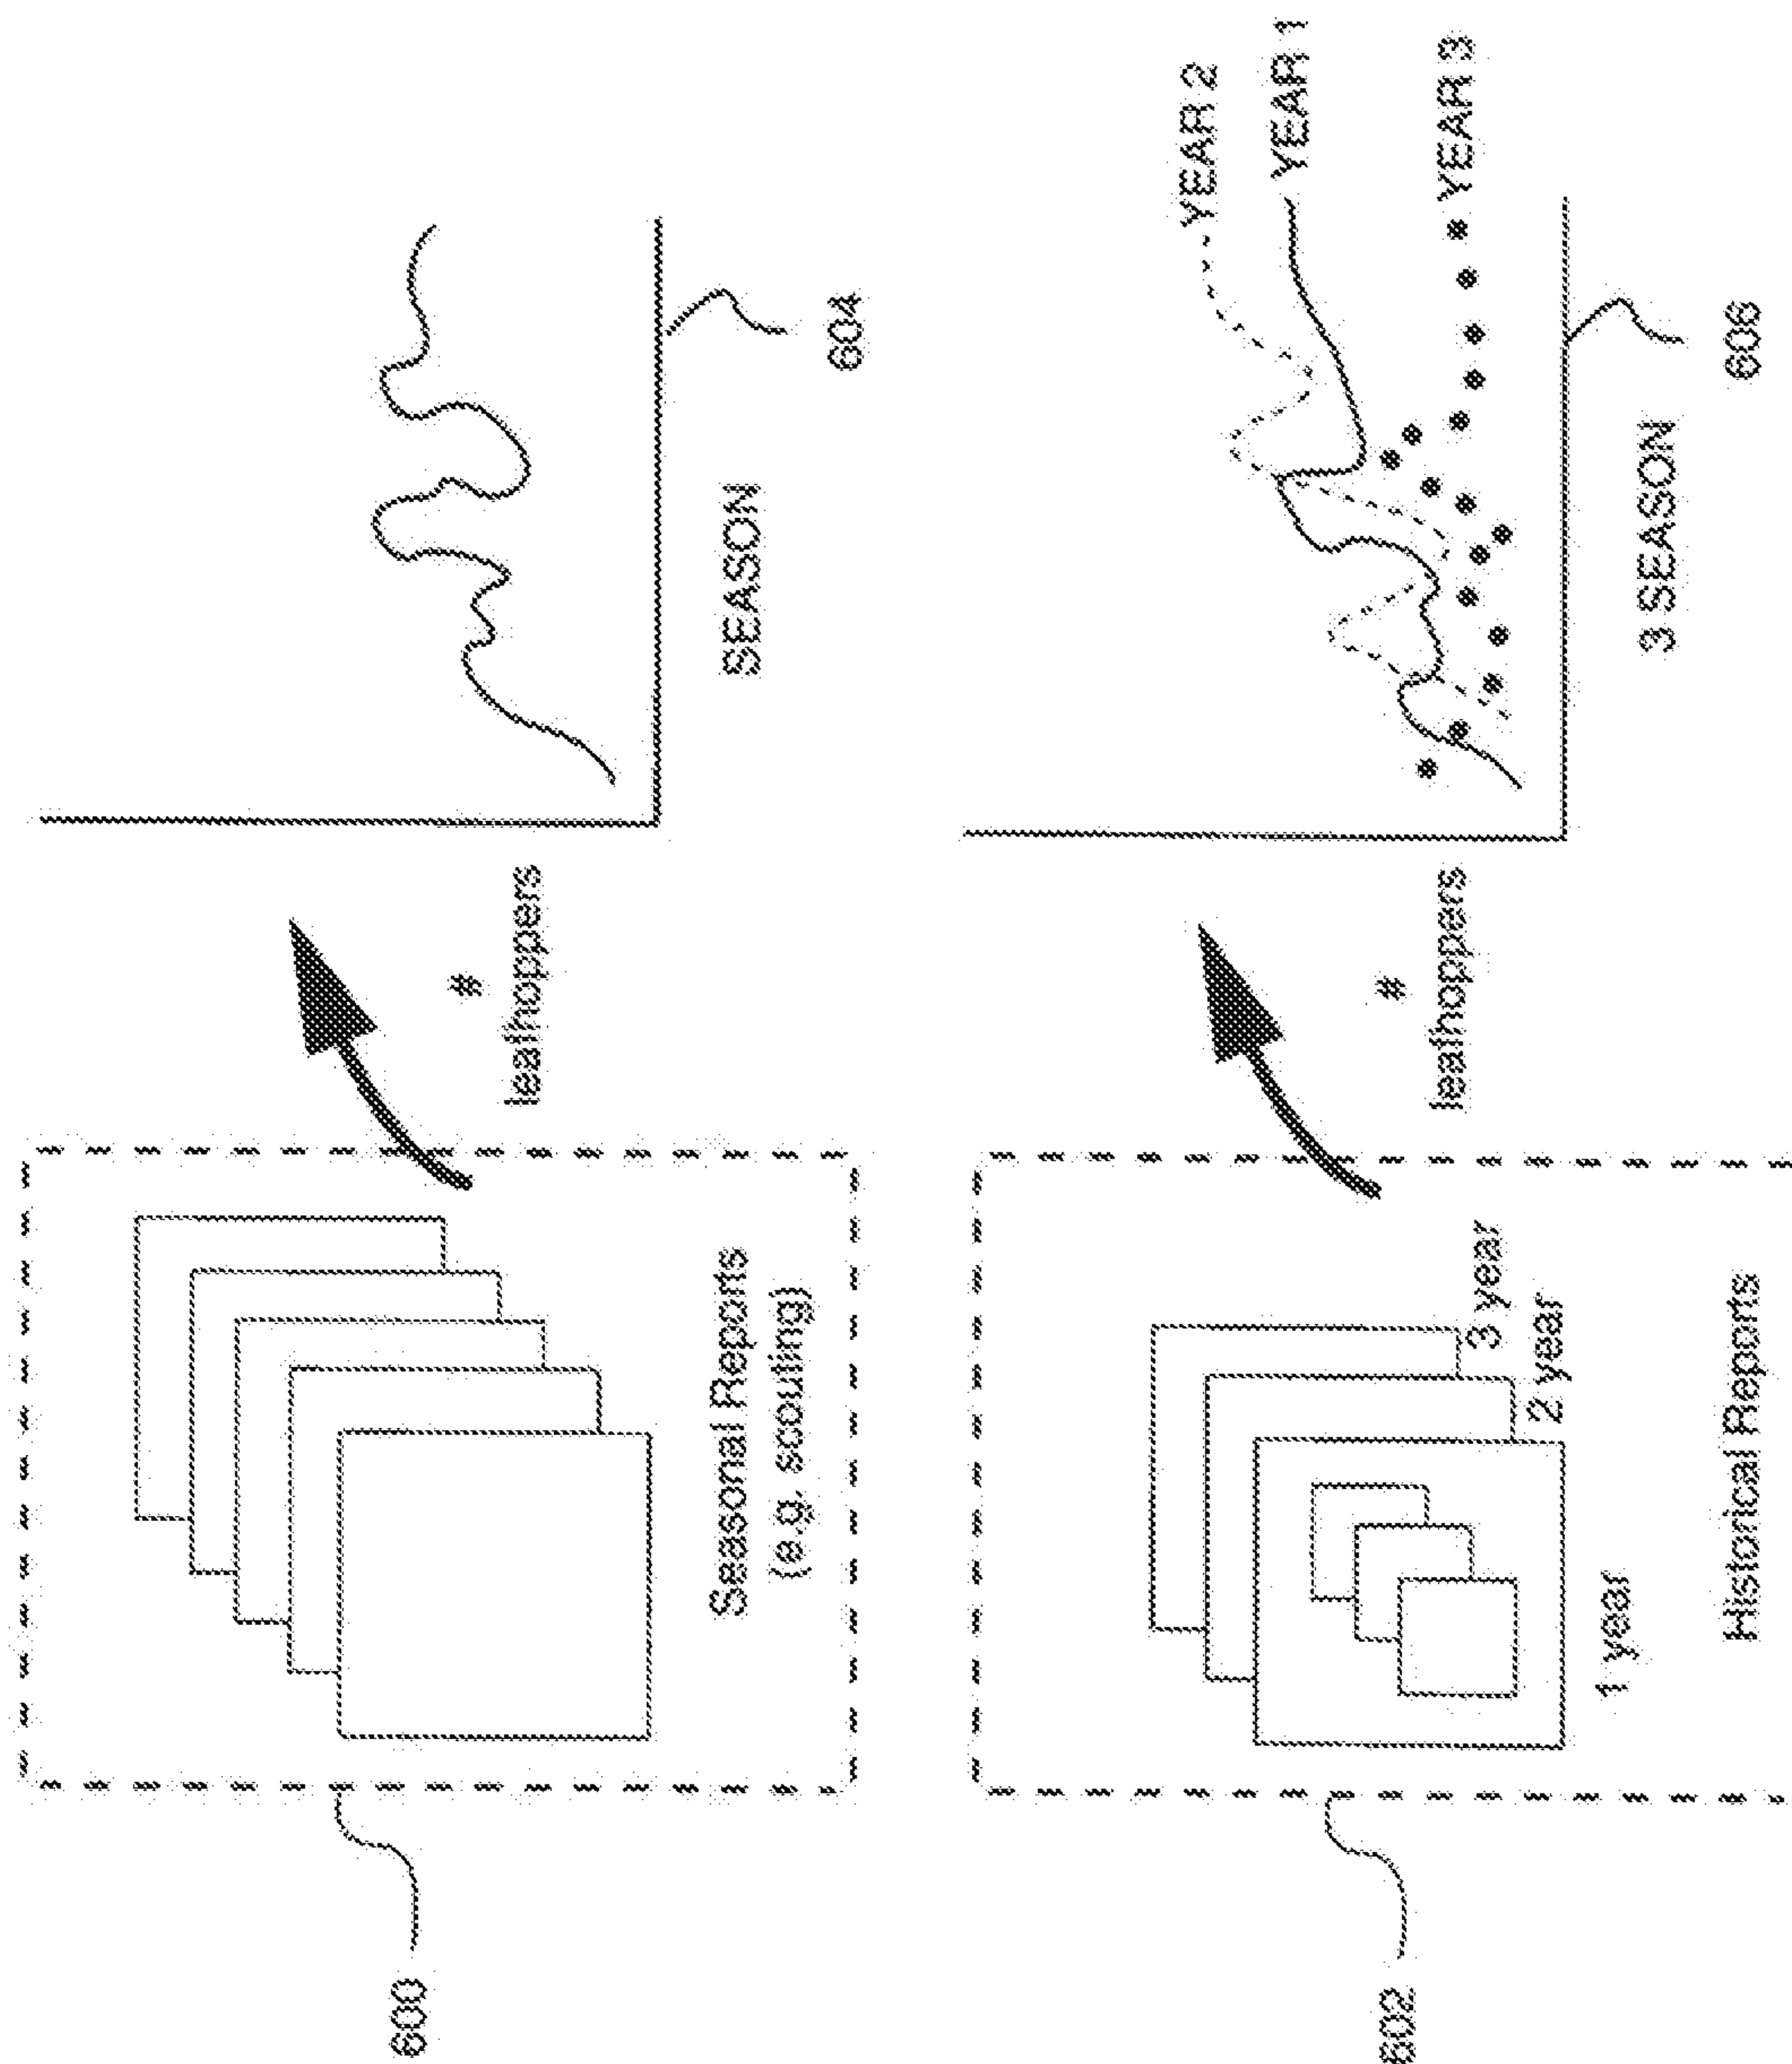 600
Seasonal Reports
(e.g. scouting)
#
leafhoppers
SEASON
604
602
1 year
2 year
3 year
Historical Reports
#
leafhoppers
YEAR 2
YEAR 1
YEAR 3
3 SEASON
606